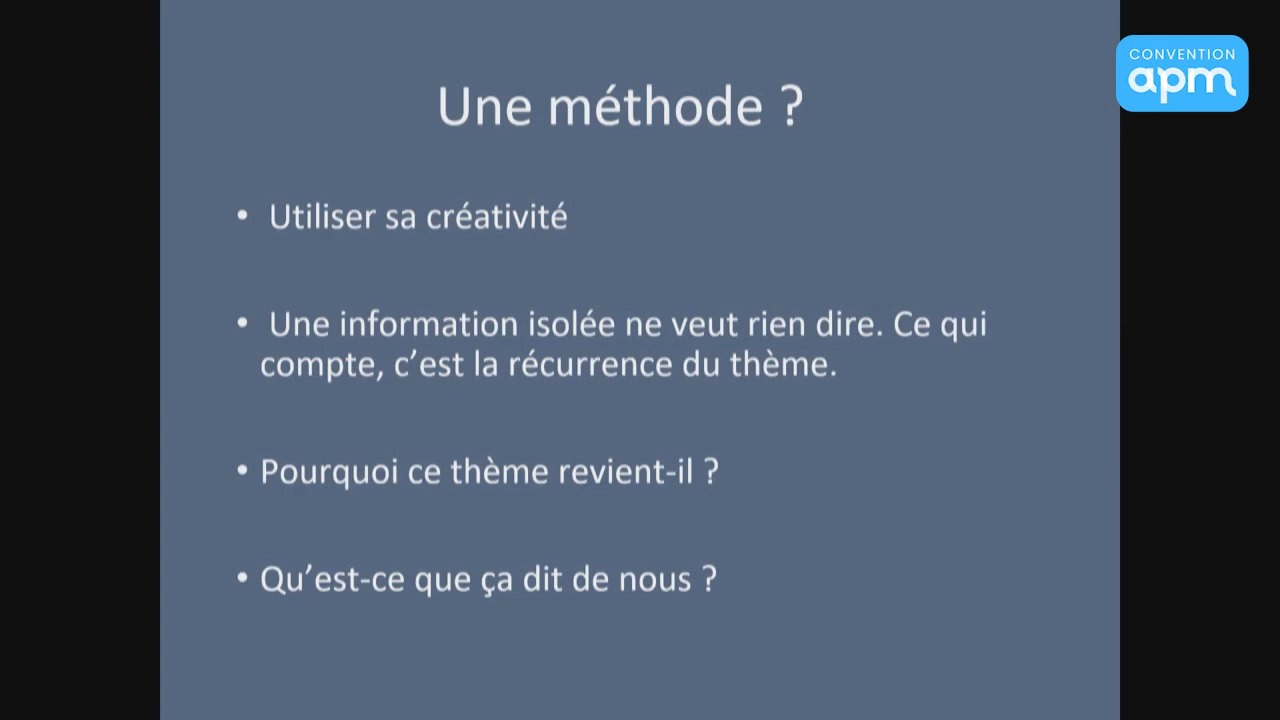 CONVENTION
apm
Une méthode ?
• Utiliser sa créativité
• Une information isolée ne veut rien dire. Ce qui
compte, c’est la récurrence du thème.
• Pourquoi ce thème revient-il ?
• Qu’est-ce que ça dit de nous ?